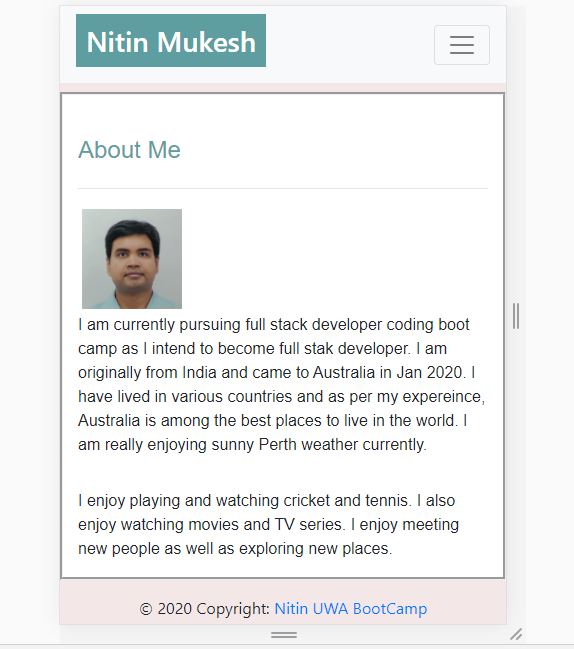 Nitin Mukesh
About Me
I am currently pursuing full stack developer coding boot
camp as I intend to become full stak developer. I am
originally from India and came to Australia in Jan 2020. I
have lived in various countries and as per my expereince,
Australia is among the best places to live in the world. I
am really enjoying sunny Perth weather currently.
I enjoy playing and watching cricket and tennis. I also
enjoy watching movies and TV series. I enjoy meeting
new people as well as exploring new places.
© 2020 Copyright: Nitin UWA BootCamp